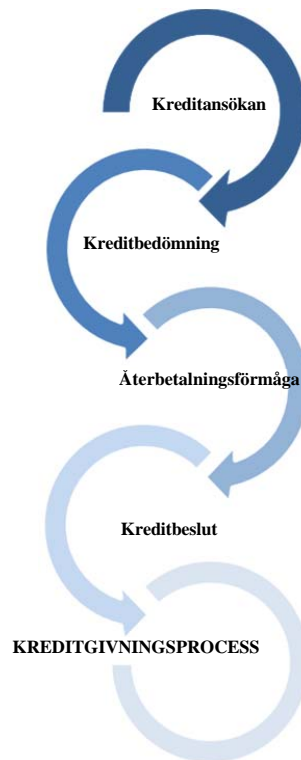 Kreditansökan
Kreditbedömning
Återbetalningsförmåga
Kreditbeslut
KREDITGIVNINGSPROCESS